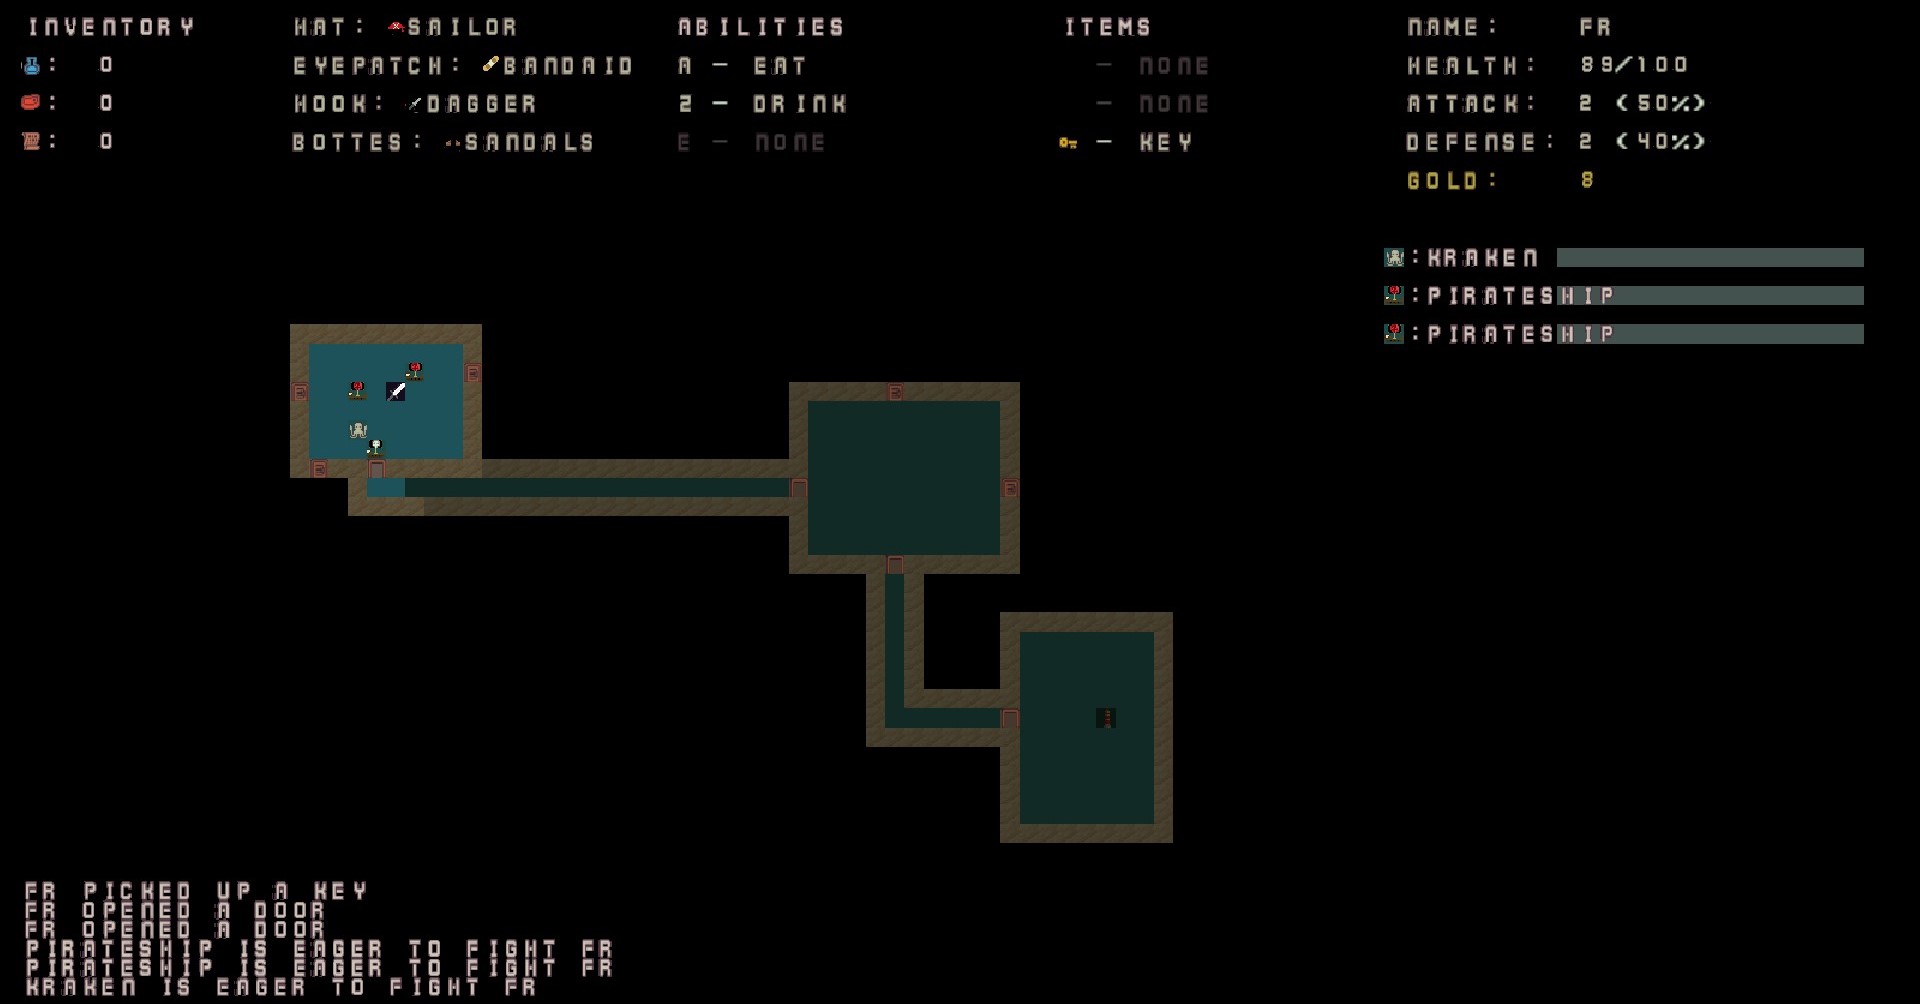 INVENTORY
: 0
: 0
: 0
HAT: SAILOR
EYEPATCH: BANDAID
HOOK: DAGGER
BOTTES: SANDALS
ABILITIES
A - EAT
2 - DRINK
E - NONE
ITEMS
- NONE
- NONE
- KEY
NAME: FR
HEALTH: 89/100
ATTACK: 2 (50%)
DEFENSE: 2 (40%)
GOLD: 8
: KRAKEN
: PIRATESHIP
: PIRATESHIP
FR PICKED UP A KEY
FR OPENED A DOOR
FR OPENED A DOOR
PIRATESHIP IS EAGER TO FIGHT FR
PIRATESHIP IS EAGER TO FIGHT FR
KRAKEN IS EAGER TO FIGHT FR